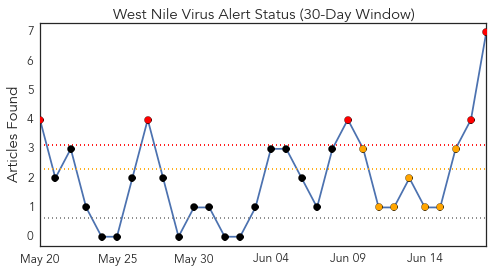 West Nile Virus Alert Status (30-Day Window)
Articles Found
7
6
5
4
3
2
1
0
May 20
May 25
May 30
Jun 04
Jun 09
Jun 14